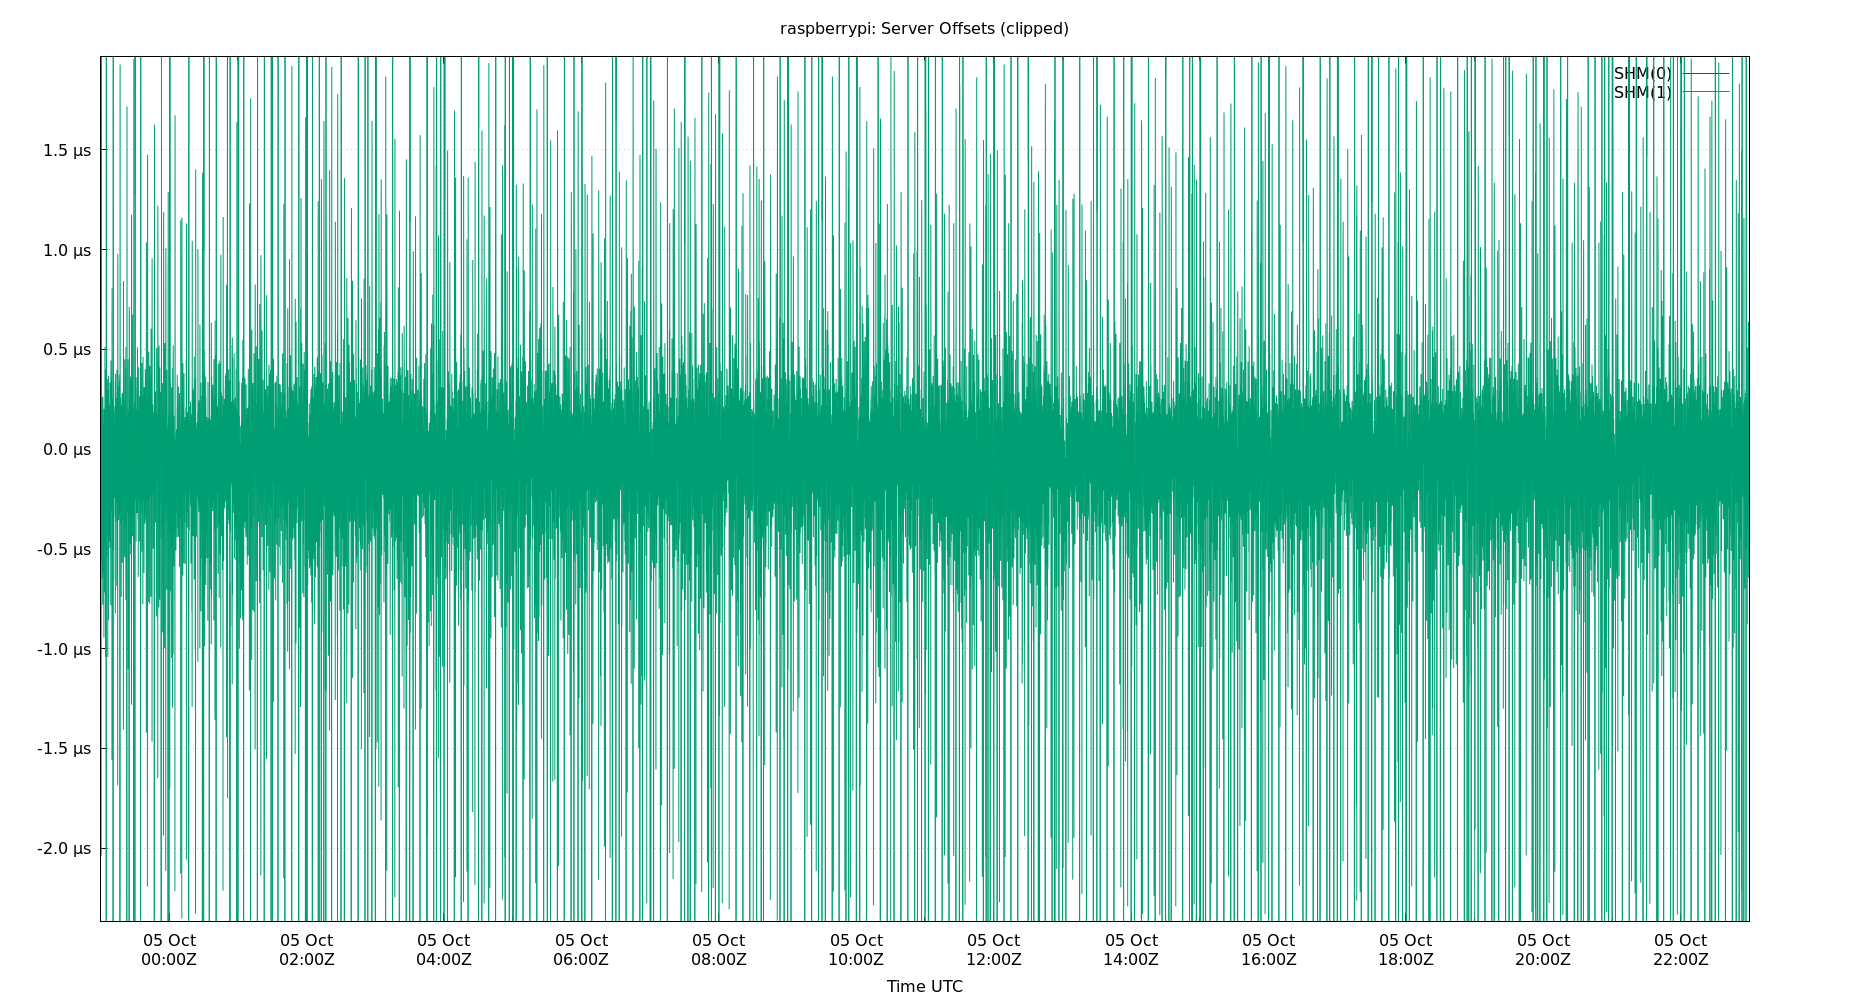 raspberrypi: Server Offsets (clipped)
SHM(0)
SHM(1)
1.5 µs
1.0 µs
0.5 µs
0.0 µs
-0.5 µs
-1.0 µs
-1.5 µs
-2.0 µs
05 Oct 05 Oct 05 Oct 05 Oct 05 Oct 05 Oct 05 Oct 05 Oct 05 Oct 05 Oct 05 Oct 05 Oct
00:00Z 02:00Z 04:00Z 06:00Z 08:00Z 10:00Z 12:00Z 14:00Z 16:00Z 18:00Z 20:00Z 22:00Z
Time UTC